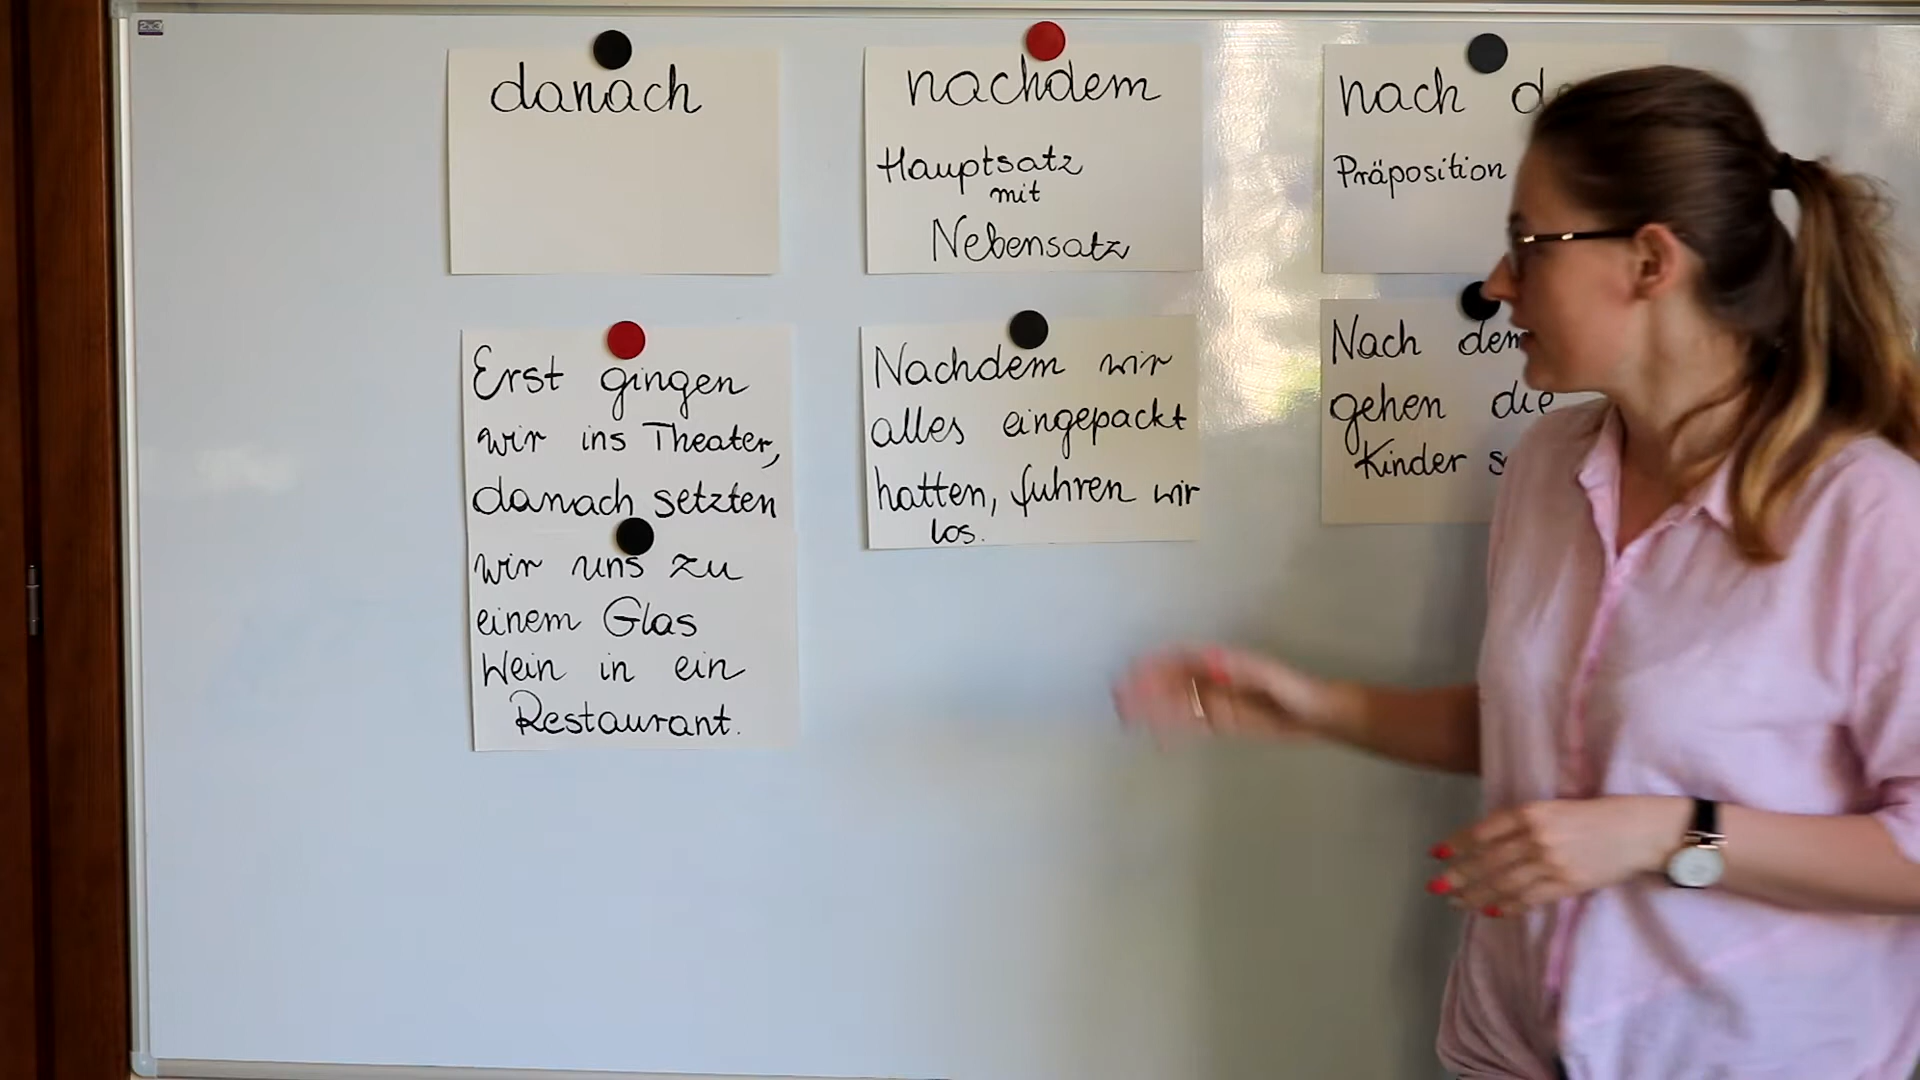 danach
nachdem
Hauptsatz
mit
Nebensatz
nach
Präposition
Erst gingen
wir ins Theater,
danach setzten
wir uns zu
einem Glas
Wein in ein
Restaurant.
Nachdem wir
alles eingepackt
hatten, fuhren wir
los.
Nach dem
gehen die
Kinder